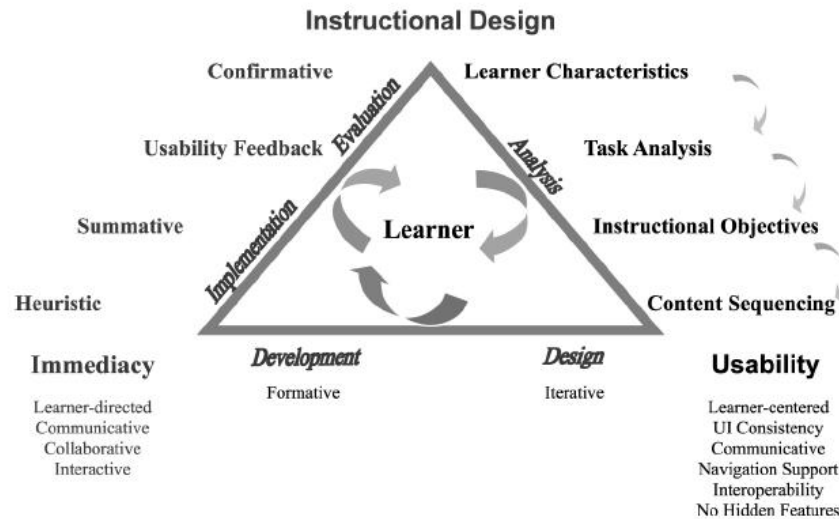 Instructional Design
Confirmative
Learner Characteristics
Evaluation
Usability Feedback
Analysis
Task Analysis
Summative
Implementation
Learner
Instructional Objectives
Heuristic
Content Sequencing
Immediacy
Development
Design
Usability
Formative
Iterative
Learner-directed
Communicative
Collaborative
Interactive
Learner-centered
UI Consistency
Communicative
Navigation Support
Interoperability
No Hidden Features